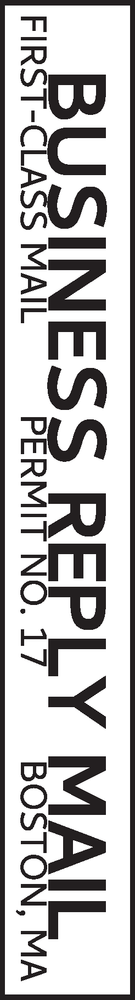 BUSINESS REPLY MAIL
FIRST-CLASS MAIL PERMIT NO. 17 BOSTON, MA